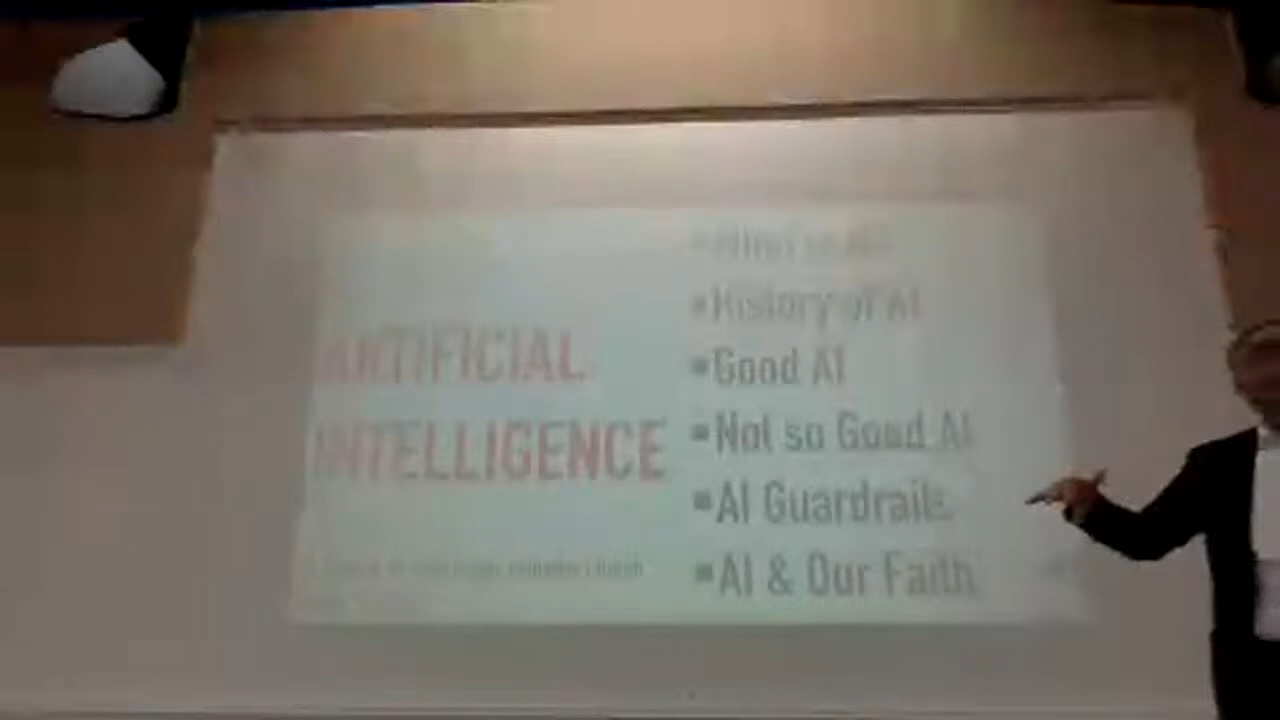 ARTIFICIAL
INTELLIGENCE
▪History of AI
▪Good AI
▪Not so Good AI
▪AI Guardrails
▪AI & Our Faith